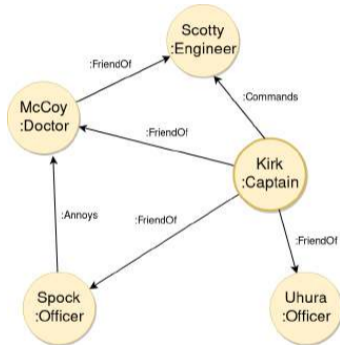 Scotty
:Engineer
:FriendOf
McCoy
:Doctor
:Commands
:FriendOf
Kirk
:Captain
:Annoys
:FriendOf
:FriendOf
Spock
:Officer
Uhura
:Officer